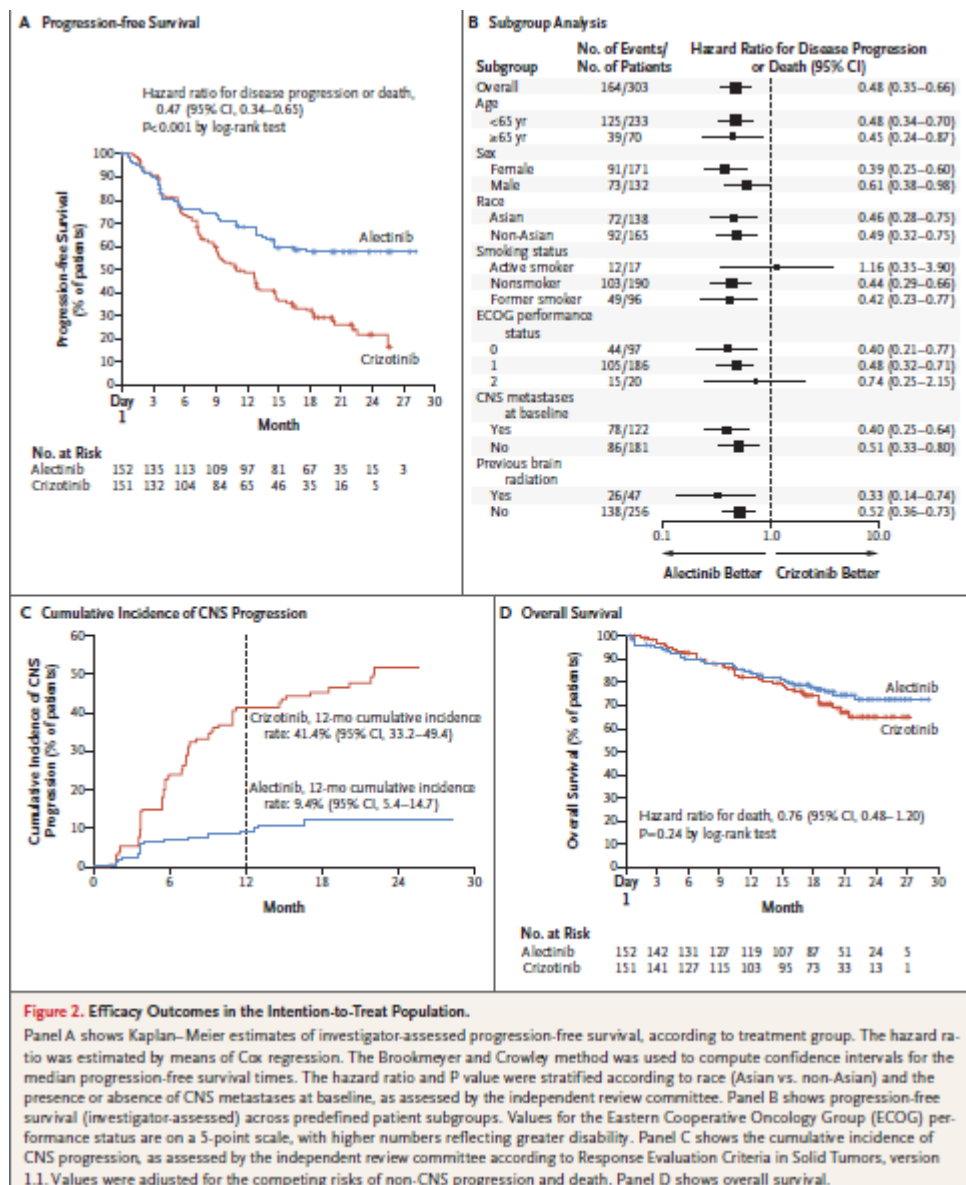 A Progression-free Survival
Hazard ratio for disease progression or death,
0.47 (95% CI, 0.34–0.65)
P<0.001 by log-rank test
Progression-free Survival
(% of patients)
100
90
80
70
60
50
40
30
20
10
0
Alectinib
Crizotinib
Day
1
3 6 9 12 15 18 21 24 27 30
Month
No. at Risk
Alectinib 152 135 113 109 97 81 67 35 15 3
Crizotinib 151 132 104 84 65 46 35 16 5
B Subgroup Analysis
Subgroup
No. of Events/
No. of Patients
Hazard Ratio for Disease Progression
or Death (95% CI)
Overall 164/303 0.48 (0.35–0.66)
Age
<65 yr 125/233 0.48 (0.34–0.70)
≥65 yr 39/70 0.45 (0.24–0.87)
Sex
Female 91/171 0.39 (0.25–0.60)
Male 73/132 0.61 (0.38–0.98)
Race
Asian 72/138 0.46 (0.28–0.75)
Non-Asian 92/165 0.49 (0.32–0.75)
Smoking status
Active smoker 12/17 1.16 (0.35–3.90)
Nonsmoker 103/190 0.44 (0.29–0.66)
Former smoker 49/96 0.42 (0.23–0.77)
ECOG performance
status
0 44/97 0.40 (0.21–0.77)
1 105/186 0.48 (0.32–0.71)
2 15/20 0.74 (0.25–2.15)
CNS metastases
at baseline
Yes 78/122 0.40 (0.25–0.64)
No 86/181 0.51 (0.33–0.80)
Previous brain
radiation
Yes 26/47 0.33 (0.14–0.74)
No 138/256 0.52 (0.36–0.73)
0.1 1.0 10.0
Alectinib Better Crizotinib Better
C Cumulative Incidence of CNS Progression
Cumulative Incidence of CNS
Progression (% of patients)
60
50
40
30
20
10
0
Crizotinib, 12-mo cumulative incidence
rate: 41.4% (95% CI, 33.2–49.4)
Alectinib, 12-mo cumulative incidence
rate: 9.4% (95% CI, 5.4–14.7)
0 6 12 18 24 30
Month
D Overall Survival
Overall Survival (% of patients)
100
90
80
70
60
50
40
30
20
10
0
Alectinib
Crizotinib
Hazard ratio for death, 0.76 (95% CI, 0.48–1.20)
P=0.24 by log-rank test
Day
1
3 6 9 12 15 18 21 24 27 30
Month
No. at Risk
Alectinib 152 142 131 127 119 107 87 51 24 5
Crizotinib 151 141 127 115 103 95 73 33 13 1
Figure 2. Efficacy Outcomes in the Intention-to-Treat Population.
Panel A shows Kaplan–Meier estimates of investigator-assessed progression-free survival, according to treatment group. The hazard ra-
tio was estimated by means of Cox regression. The Brookmeyer and Crowley method was used to compute confidence intervals for the
median progression-free survival times. The hazard ratio and P value were stratified according to race (Asian vs. non-Asian) and the
presence or absence of CNS metastases at baseline, as assessed by the independent review committee. Panel B shows progression-free
survival (investigator-assessed) across predefined patient subgroups. Values for the Eastern Cooperative Oncology Group (ECOG) per-
formance status are on a 5-point scale, with higher numbers reflecting greater disability. Panel C shows the cumulative incidence of
CNS progression, as assessed by the independent review committee according to Response Evaluation Criteria in Solid Tumors, version
1.1. Values were adjusted for the competing risks of non-CNS progression and death. Panel D shows overall survival.